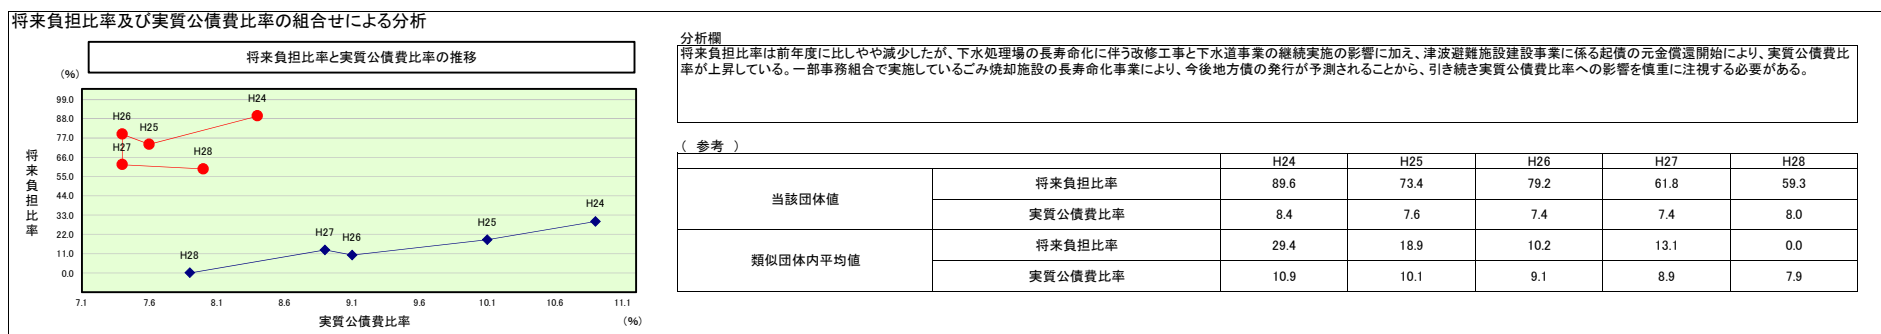 将来負担比率及び実質公債費比率の組合せによる分析
将来負担比率と実質公債費比率の推移
(%)
99.0
88.0
77.0
66.0
55.0
44.0
33.0
22.0
11.0
0.0
将来負担比率
H24
H26
H25
H27
H28
H24
H25
H27
H26
H28
7.1 7.6 8.1 8.6 9.1 9.6 10.1 10.6 11.1
実質公債費比率
(%)
分析欄
将来負担比率は前年度に比しやや減少したが、下水処理場の長寿命化に伴う改修工事と下水道事業の継続実施の影響に加え、津波避難施設建設事業に係る起債の元金償還開始により、実質公債費比
率が上昇している。一部事務組合で実施しているごみ焼却施設の長寿命化事業により、今後地方債の発行が予測されることから、引き続き実質公債費比率への影響を慎重に注視する必要がある。
( 参考 )
H24 H25 H26 H27 H28
当該団体値
将来負担比率 89.6 73.4 79.2 61.8 59.3
実質公債費比率 8.4 7.6 7.4 7.4 8.0
類似団体内平均値
将来負担比率 29.4 18.9 10.2 13.1 0.0
実質公債費比率 10.9 10.1 9.1 8.9 7.9